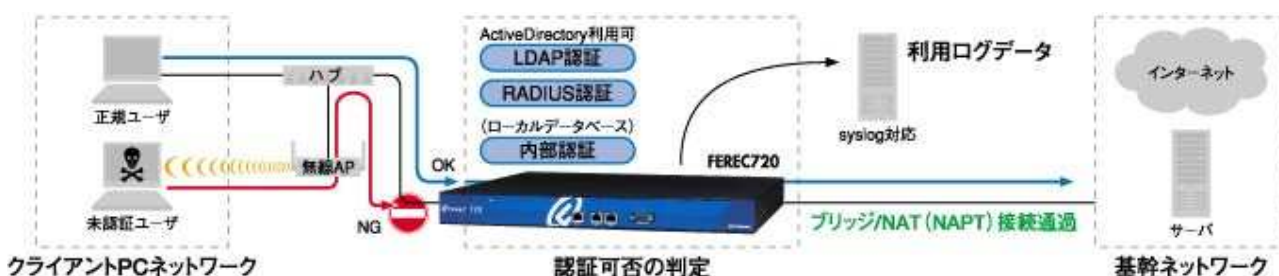 正規ユーザ
未認証ユーザ
クライアントPCネットワーク
ハブ
無線AP
OK
NG
ActiveDirectory利用可
LDAP認証
RADIUS認証
(ローカルデータベース)
内部認証
FEREC720
認証可否の判定
利用ログデータ
syslog対応
ブリッジ/NAT(NAPT)接続通過
インターネット
サーバ
基幹ネットワーク